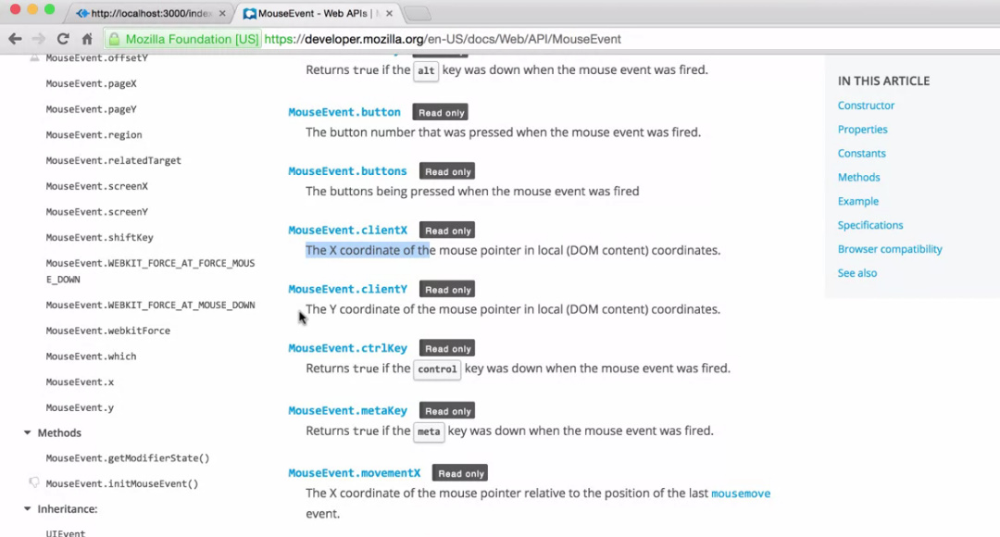 http://localhost:3000/inde
MouseEvent - Web APIs |
Mozilla Foundation [US] https://developer.mozilla.org/en-US/docs/Web/API/MouseEvent
MouseEvent.offsetY
MouseEvent.pageX
MouseEvent.pageY
MouseEvent.region
MouseEvent.relatedTarget
MouseEvent.screenX
MouseEvent.screenY
MouseEvent.shiftKey
MouseEvent.WEBKIT_FORCE_AT_FORCE_MOUS
E_DOWN
MouseEvent.WEBKIT_FORCE_AT_MOUSE_DOWN
MouseEvent.webkitForce
MouseEvent.which
MouseEvent.x
MouseEvent.y
Methods
MouseEvent.getModifierState()
MouseEvent.initMouseEvent()
Inheritance:
UIEvent
Returns true if the alt key was down when the mouse event was fired.
MouseEvent.button Read only
The button number that was pressed when the mouse event was fired.
MouseEvent.buttons Read only
The buttons being pressed when the mouse event was fired
MouseEvent.clientX Read only
The X coordinate of the mouse pointer in local (DOM content) coordinates.
MouseEvent.clientY Read only
The Y coordinate of the mouse pointer in local (DOM content) coordinates.
MouseEvent.ctrlKey Read only
Returns true if the control key was down when the mouse event was fired.
MouseEvent.metaKey Read only
Returns true if the meta key was down when the mouse event was fired.
MouseEvent.movementX Read only
The X coordinate of the mouse pointer relative to the position of the last mousemove
event.
IN THIS ARTICLE
Constructor
Properties
Constants
Methods
Example
Specifications
Browser compatibility
See also